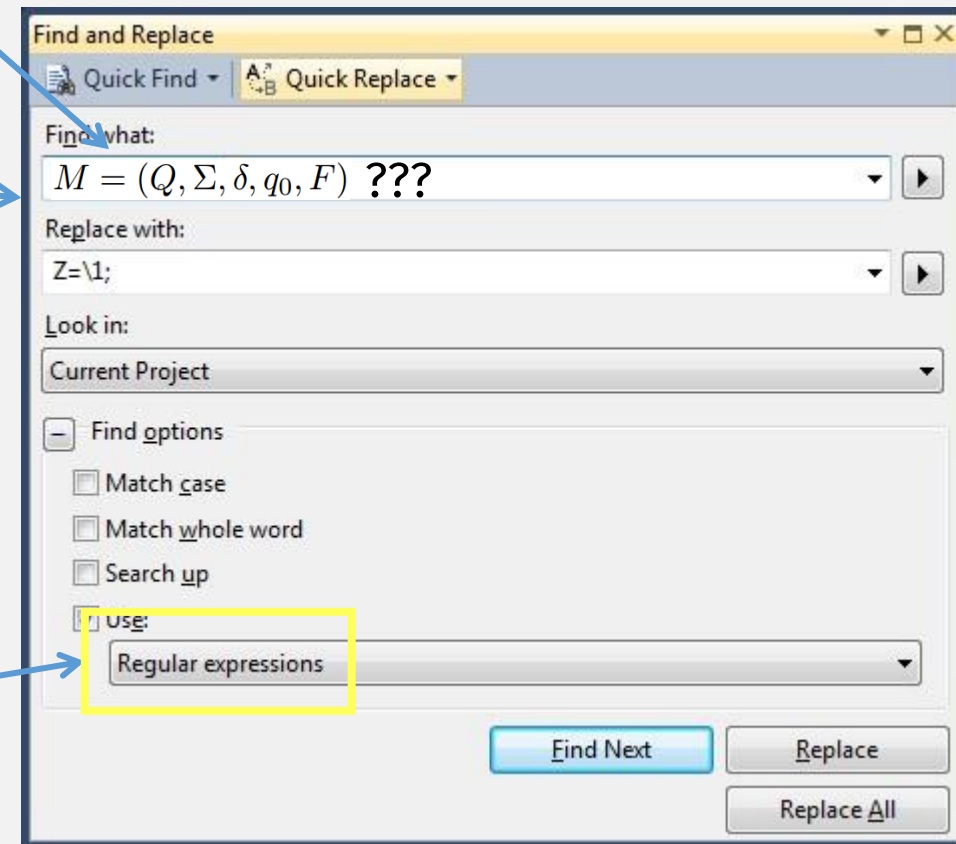 Find and Replace
Quick Find
Quick Replace
Find what:
M = (Q, Σ, δ, q₀, F) ???
Replace with:
Z=\1;
Look in:
Current Project
Find options
Match case
Match whole word
Search up
Use:
Regular expressions
Find Next
Replace
Replace All